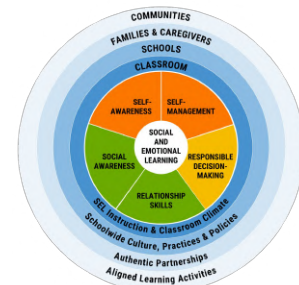 COMMUNITIES
FAMILIES & CAREGIVERS
SCHOOLS
CLASSROOM
SELF-
AWARENESS
SELF-
MANAGEMENT
SOCIAL
AND
EMOTIONAL
LEARNING
SOCIAL
AWARENESS
RESPONSIBLE
DECISION-
MAKING
RELATIONSHIP
SKILLS
SEL Instruction & Classroom Climate
Schoolwide Culture, Practices & Policies
Authentic Partnerships
Aligned Learning Activities